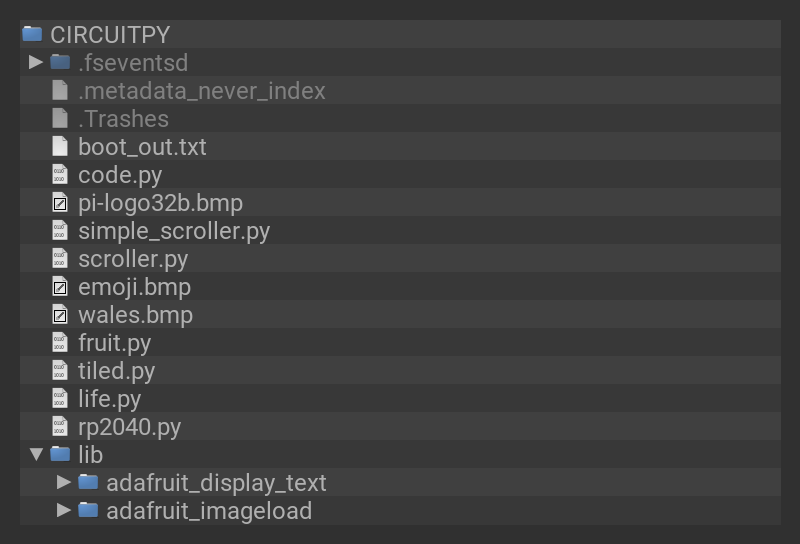 CIRCUITPY
.fseventsd
.metadata_never_index
.Trashes
boot_out.txt
code.py
pi-logo32b.bmp
simple_scroller.py
scroller.py
emoji.bmp
wales.bmp
fruit.py
tiled.py
life.py
rp2040.py
lib
adafruit_display_text
adafruit_imageload